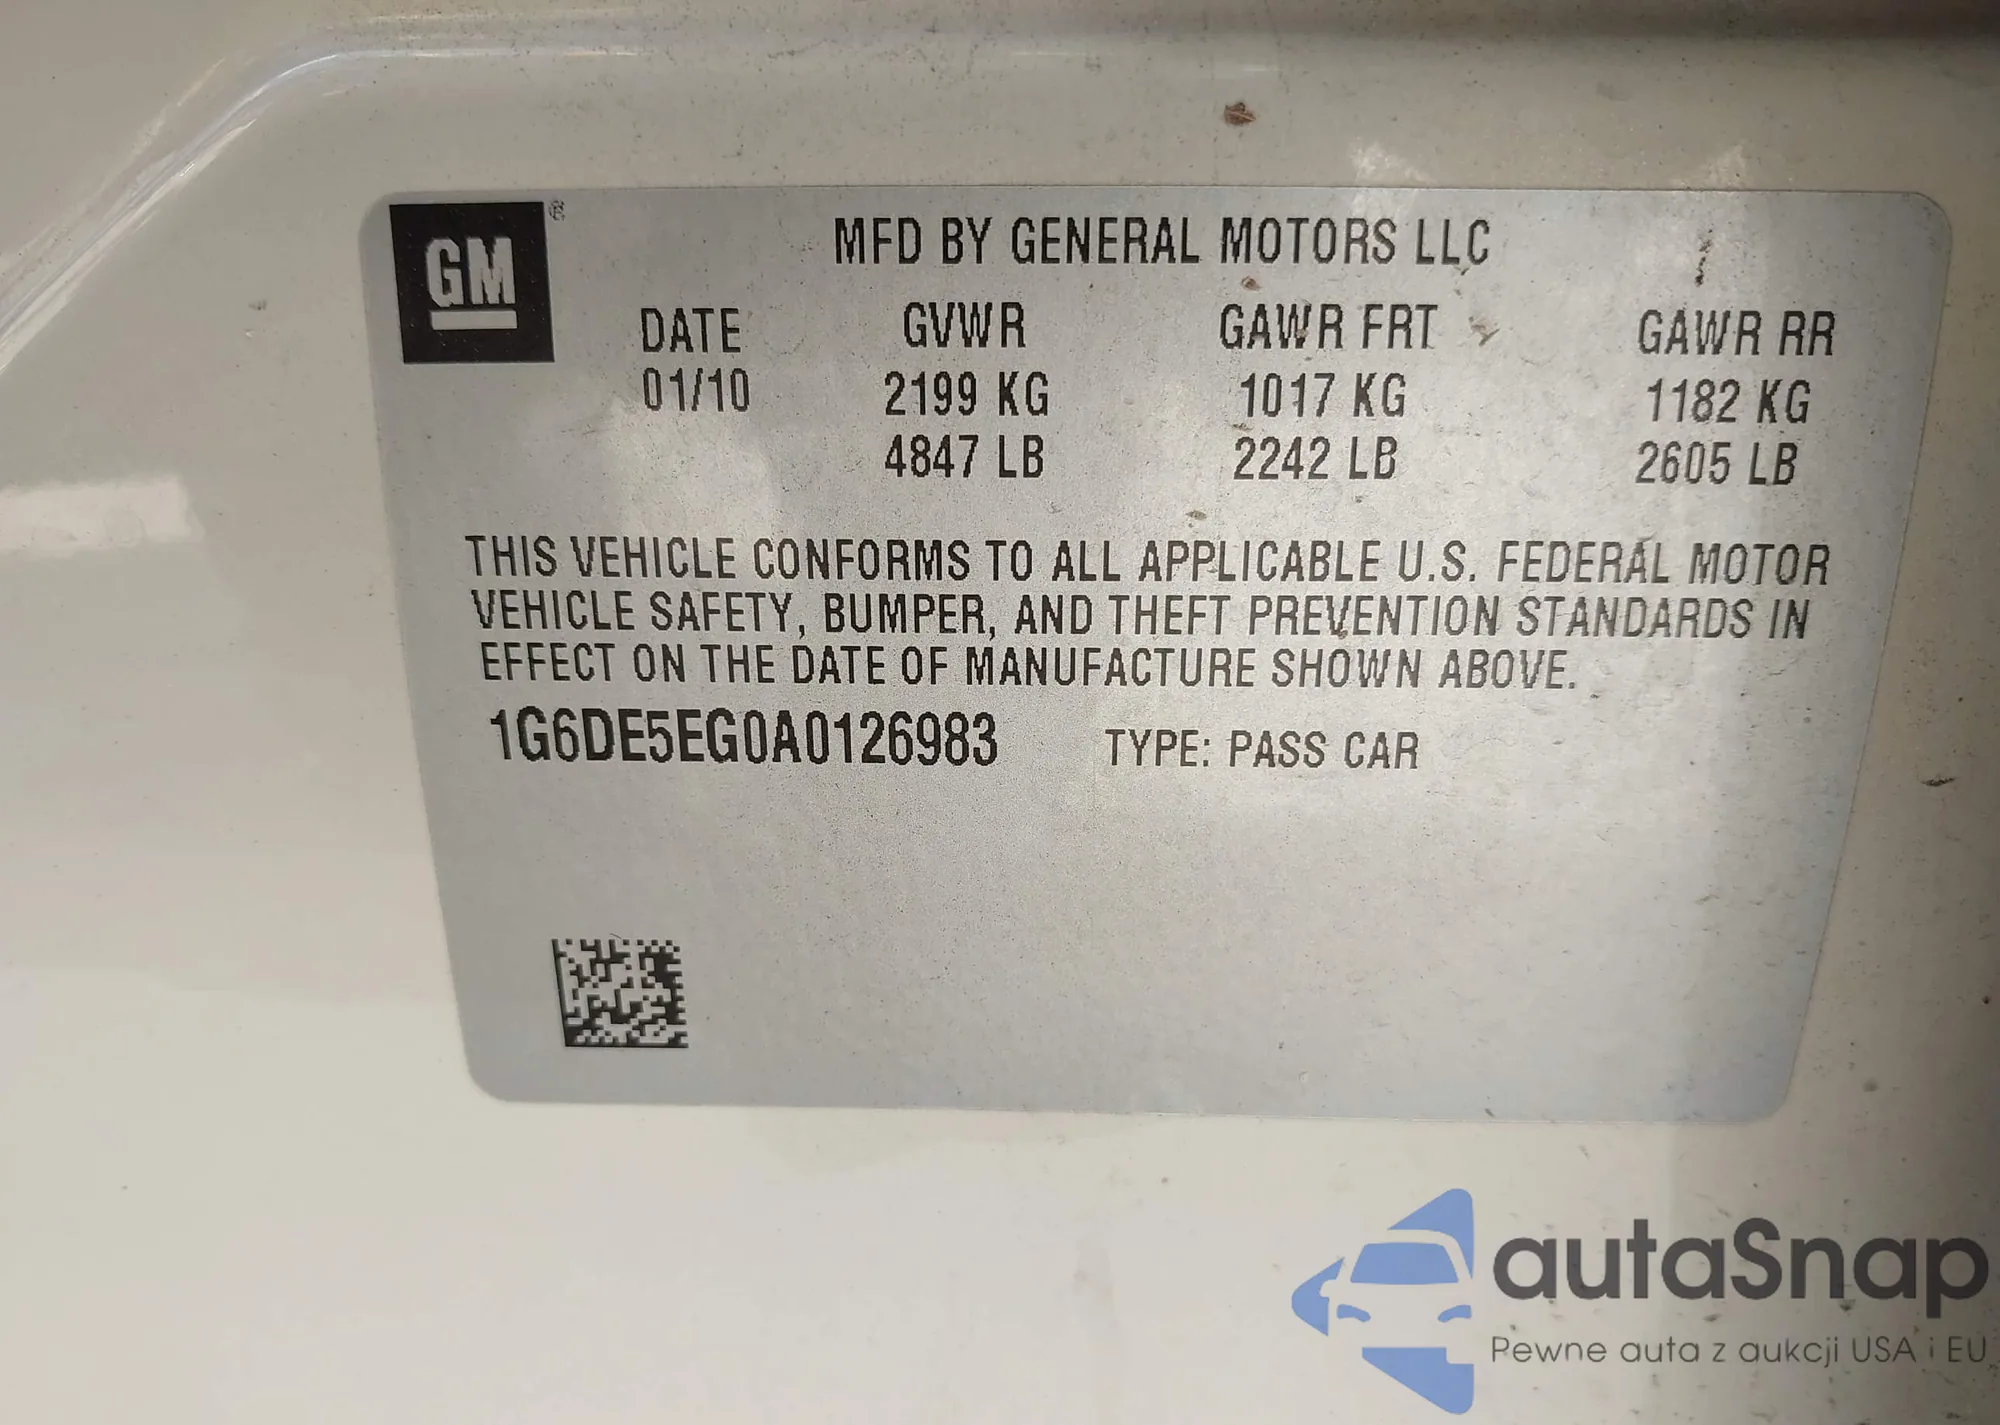 GM ®
MFD BY GENERAL MOTORS LLC
DATE GVWR GAWR FRT GAWR RR
01/10 2199 KG 1017 KG 1182 KG
4847 LB 2242 LB 2605 LB
THIS VEHICLE CONFORMS TO ALL APPLICABLE U.S. FEDERAL MOTOR
VEHICLE SAFETY, BUMPER, AND THEFT PREVENTION STANDARDS IN
EFFECT ON THE DATE OF MANUFACTURE SHOWN ABOVE.
1G6DE5EG0A0126983 TYPE: PASS CAR
autaSnap
Pewne auta z aukcji USA i EU